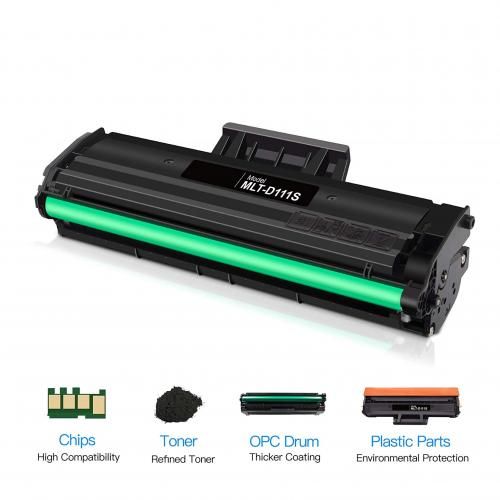 Model
MLT-D111S
Chips
High Compatibility
Toner
Refined Toner
OPC Drum
Thicker Coating
Plastic Parts
Environmental Protection